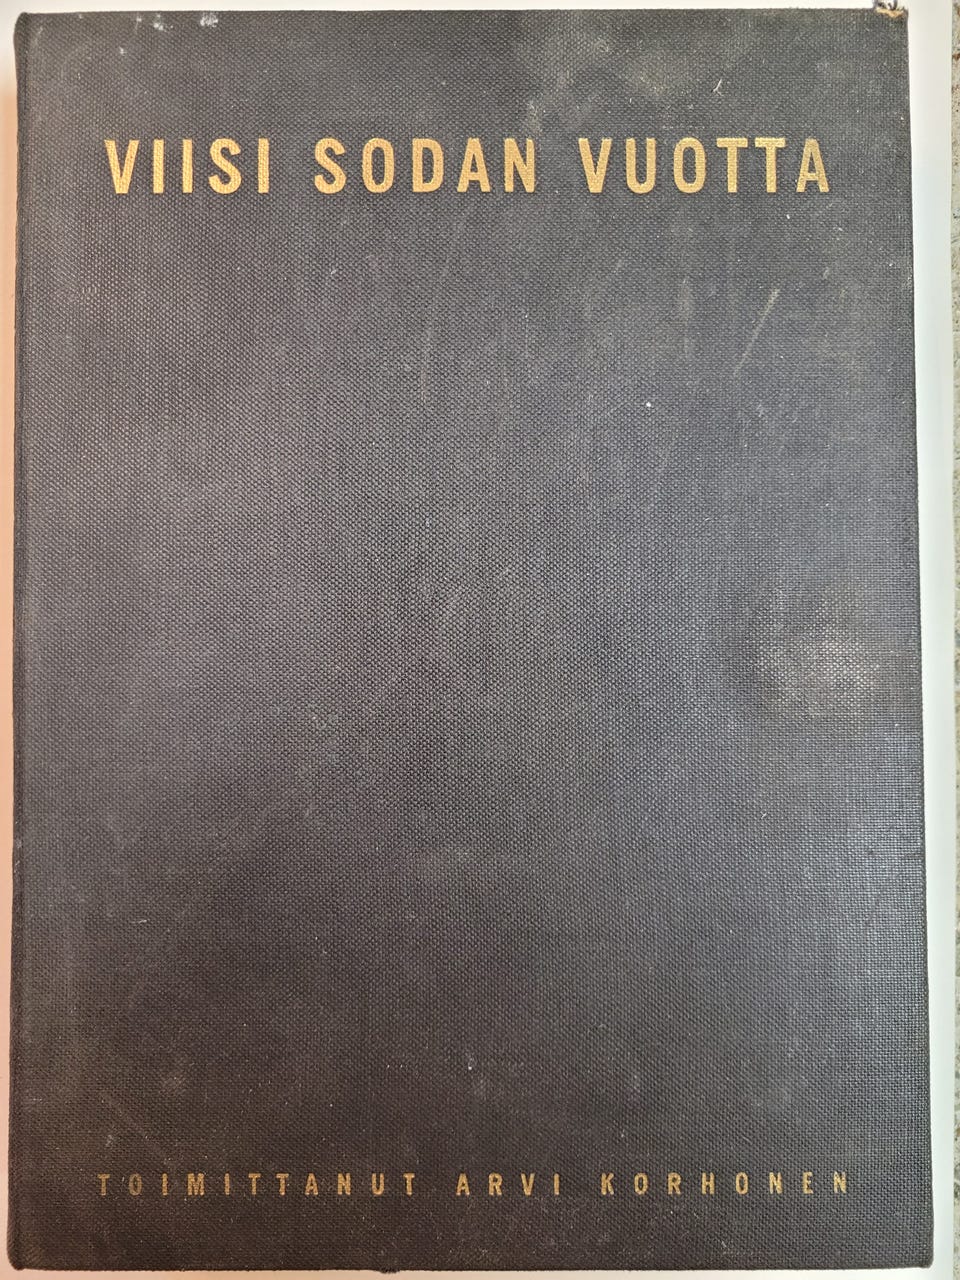 VIISI SODAN VUOTTA
TOIMITTANUT ARVI KORHONEN